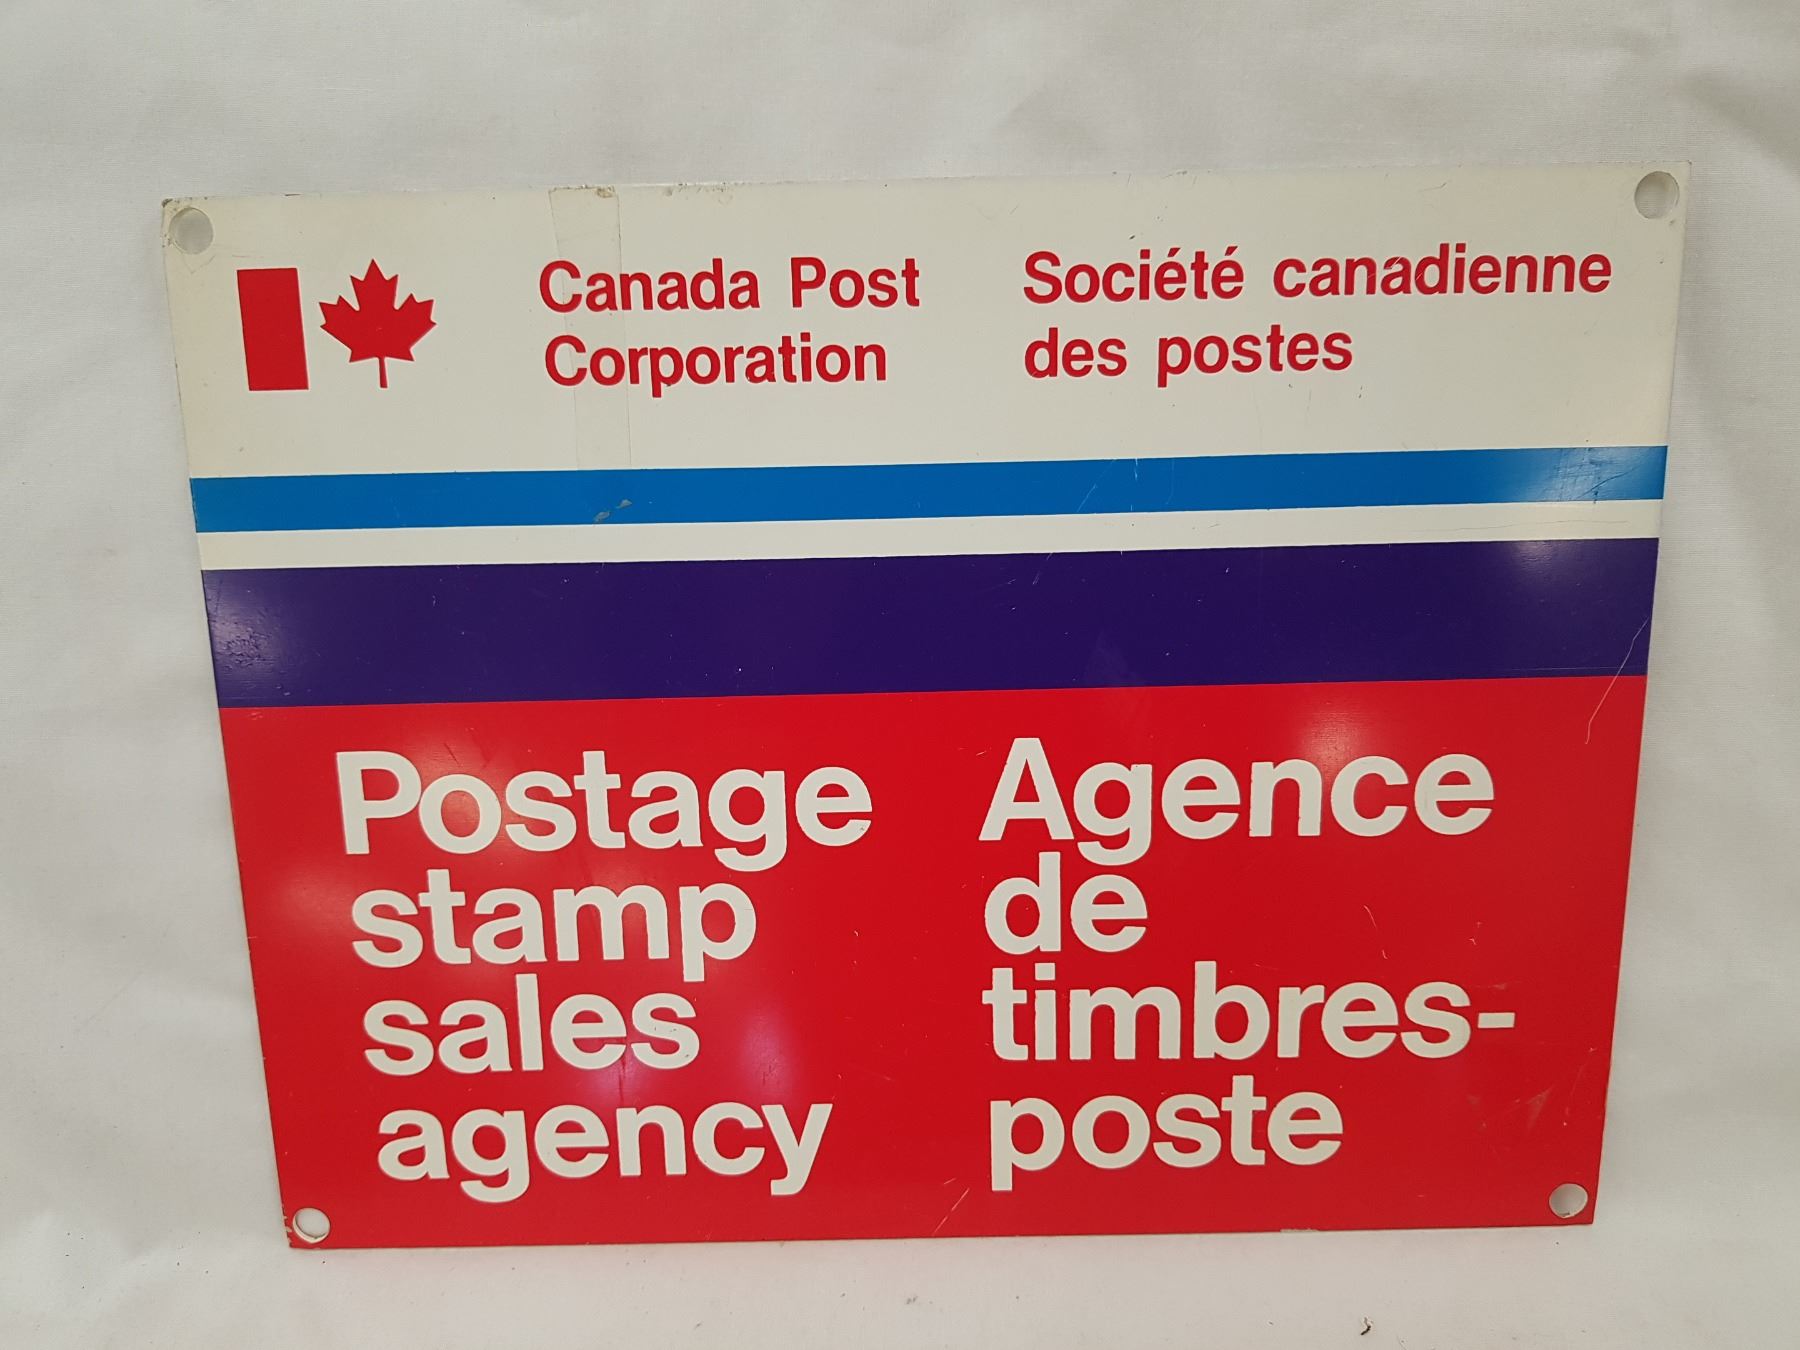 Canada Post
Corporation
Société canadienne
des postes
Postage
stamp
sales
agency
Agence
de
timbres-
poste